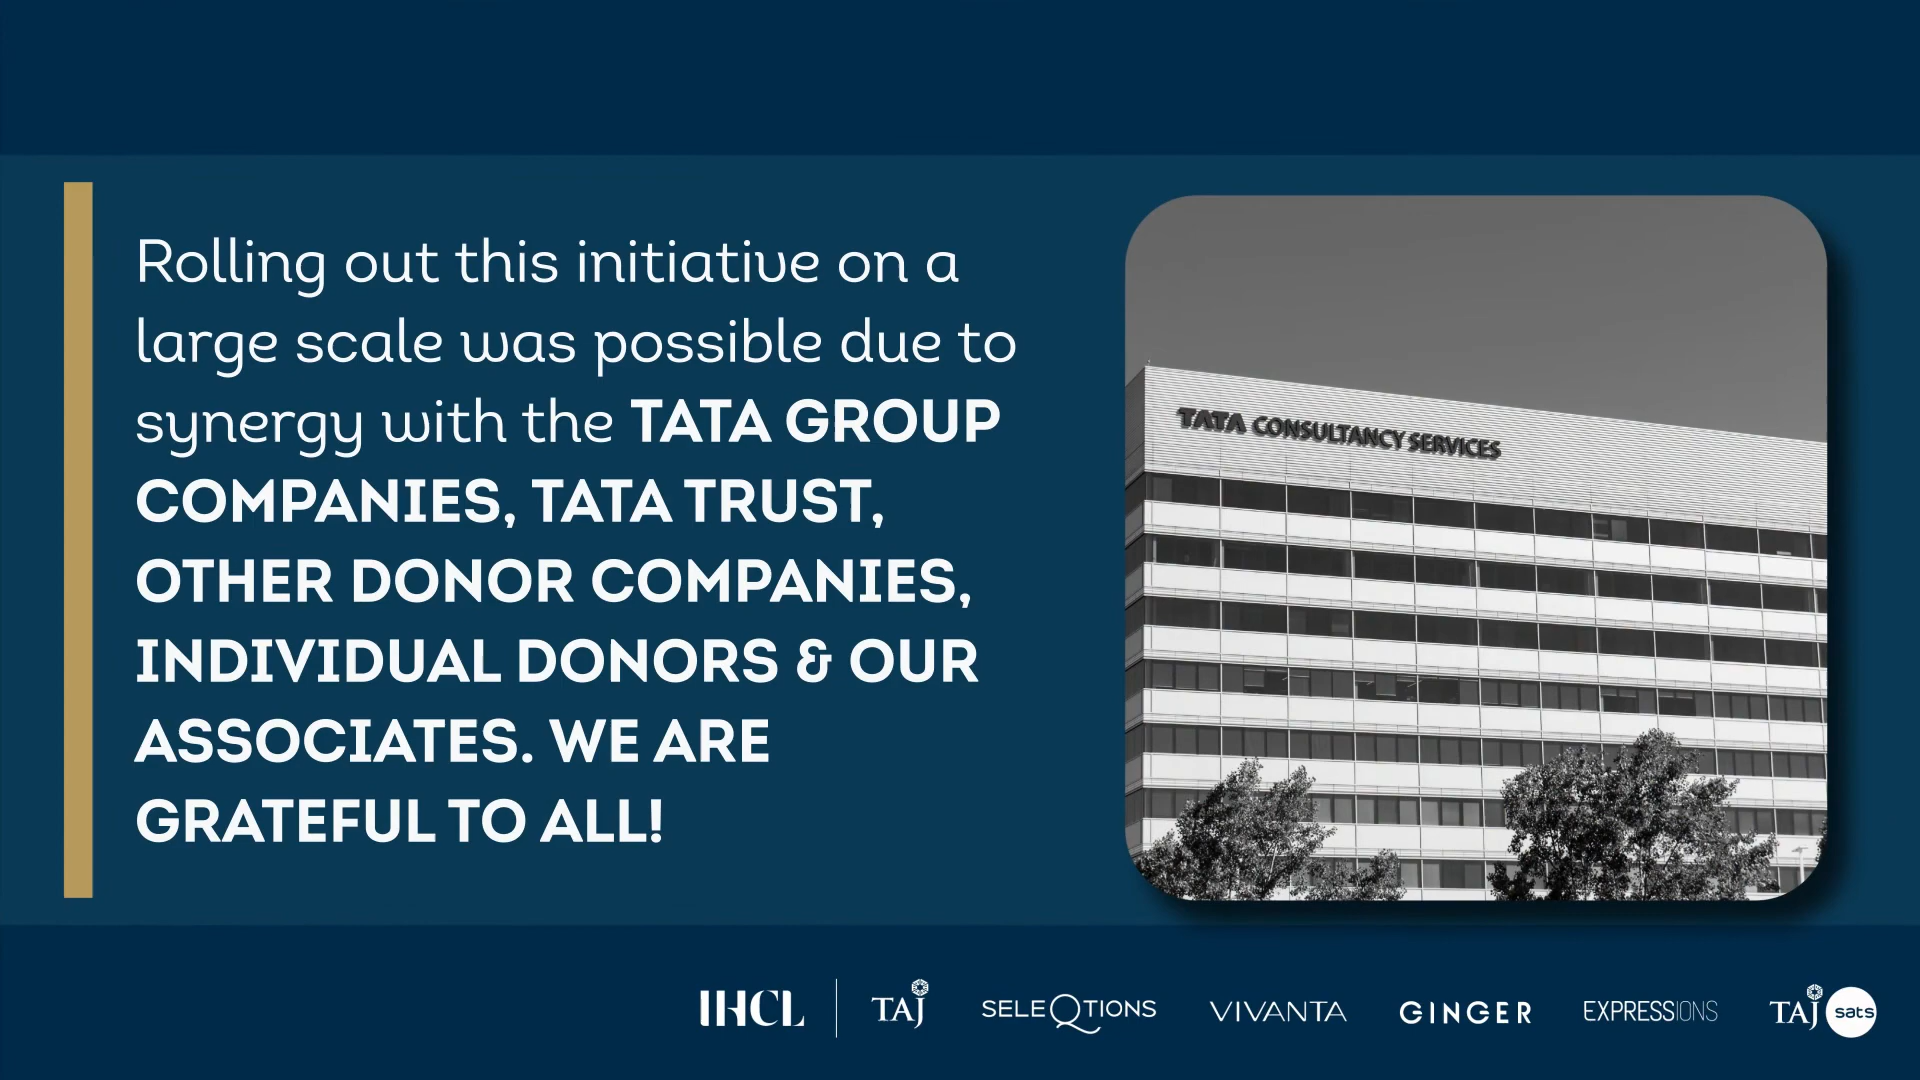 Rolling out this initiative on a
large scale was possible due to
synergy with the TATA GROUP
COMPANIES, TATA TRUST,
OTHER DONOR COMPANIES,
INDIVIDUAL DONORS & OUR
ASSOCIATES. WE ARE
GRATEFUL TO ALL!
TATA CONSULTANCY SERVICES
IHCL TAJ SELEQTIONS VIVANTA GINGER EXPRESSIONS TAJ sats